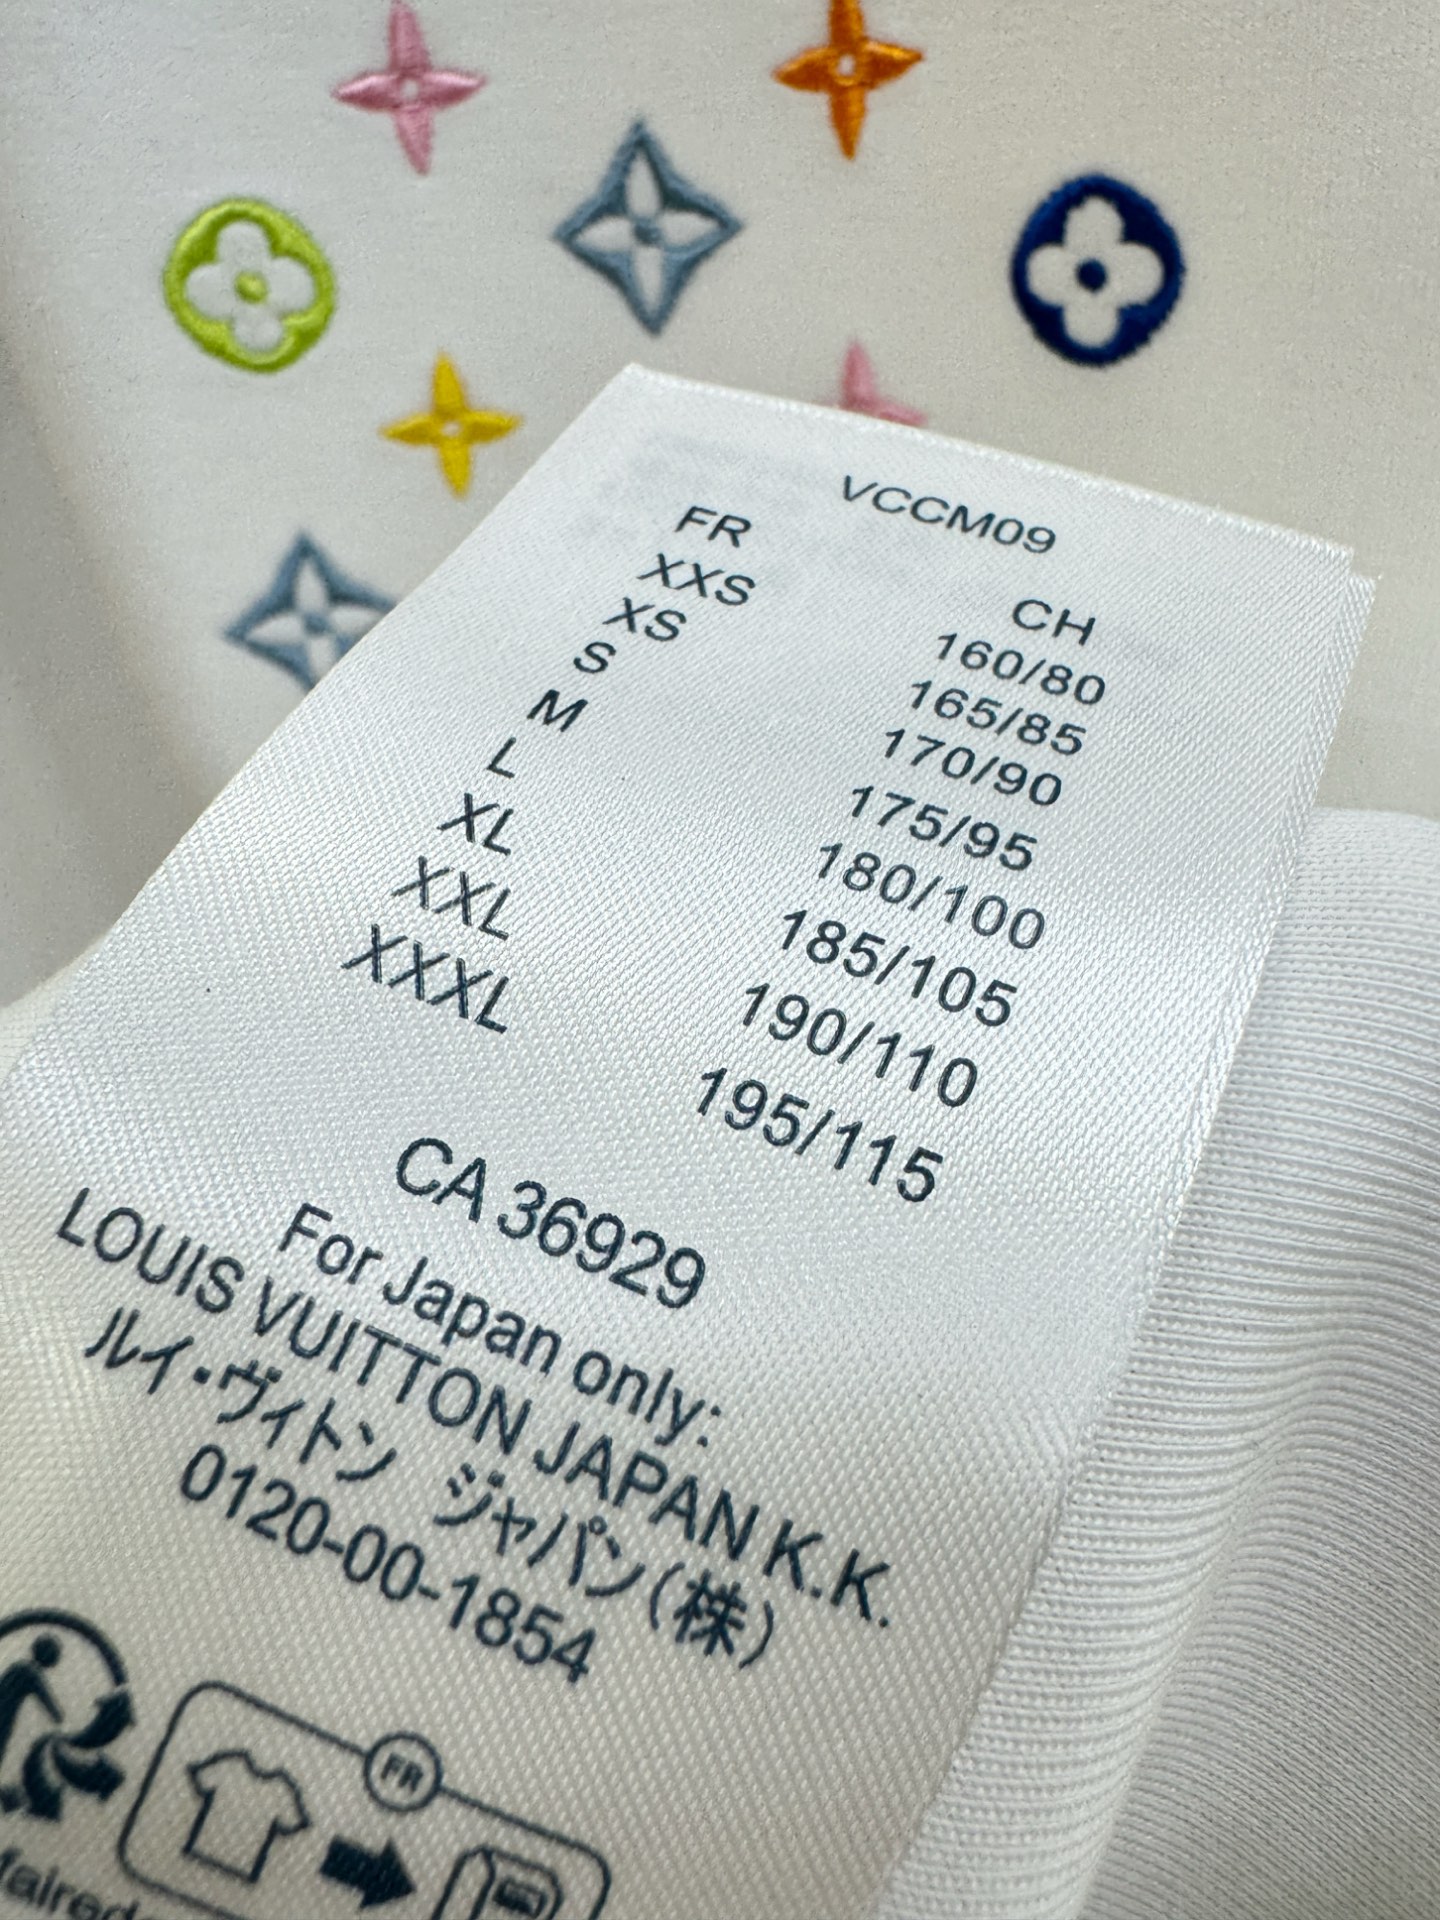 VCCM09
FR CH
XXS 160/80
XS 165/85
S 170/90
M 175/95
L 180/100
XL 185/105
XXL 190/110
XXXL 195/115
CA 36929
For Japan only:
LOUIS VUITTON JAPAN K.K.
ルイ・ヴィトン ジャパン(株)
0120-00-1854
FR